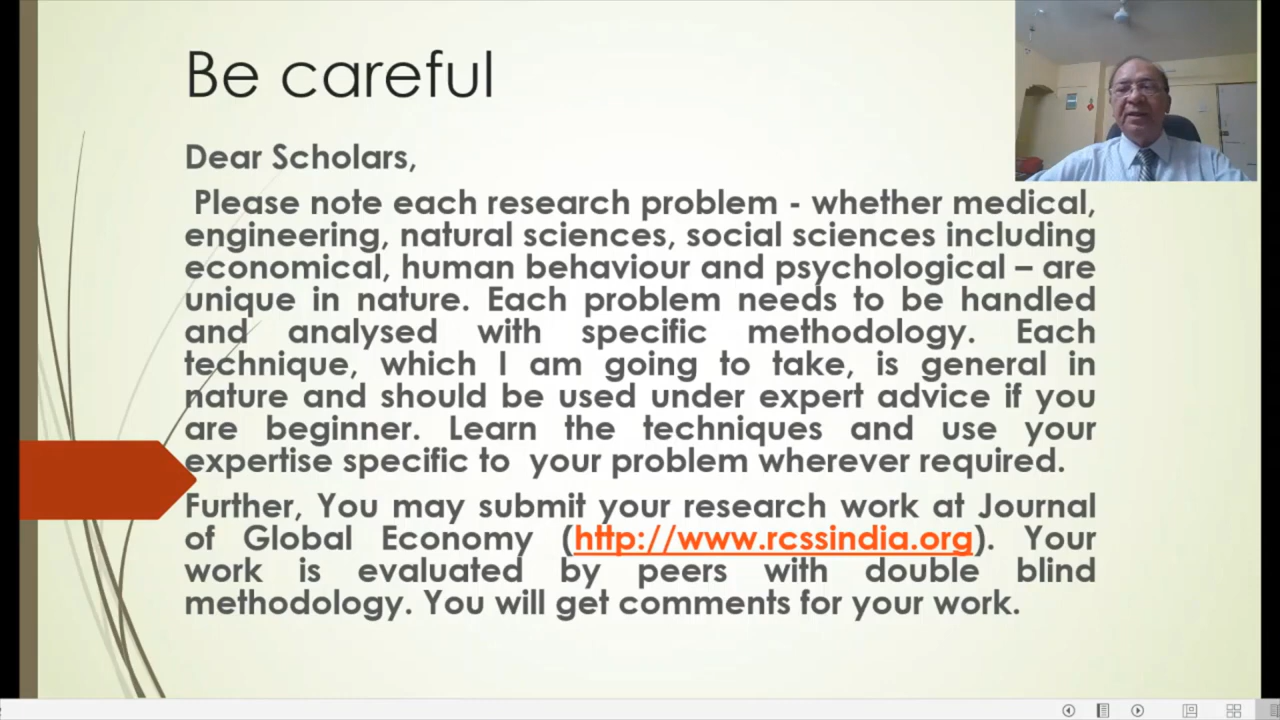 Be careful
Dear Scholars,
Please note each research problem - whether medical,
engineering, natural sciences, social sciences including
economical, human behaviour and psychological – are
unique in nature. Each problem needs to be handled
and analysed with specific methodology. Each
technique, which I am going to take, is general in
nature and should be used under expert advice if you
are beginner. Learn the techniques and use your
expertise specific to your problem wherever required.
Further, You may submit your research work at Journal
of Global Economy (http://www.rcssindia.org). Your
work is evaluated by peers with double blind
methodology. You will get comments for your work.